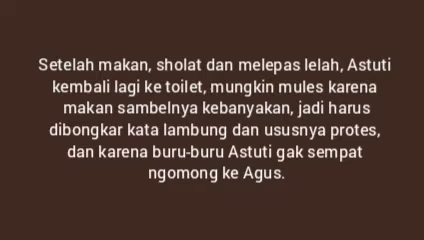 Setelah makan, sholat dan melepas lelah, Astuti
kembali lagi ke toilet, mungkin mules karena
makan sambelnya kebanyakan, jadi harus
dibongkar kata lambung dan ususnya protes,
dan karena buru-buru Astuti gak sempat
ngomong ke Agus.